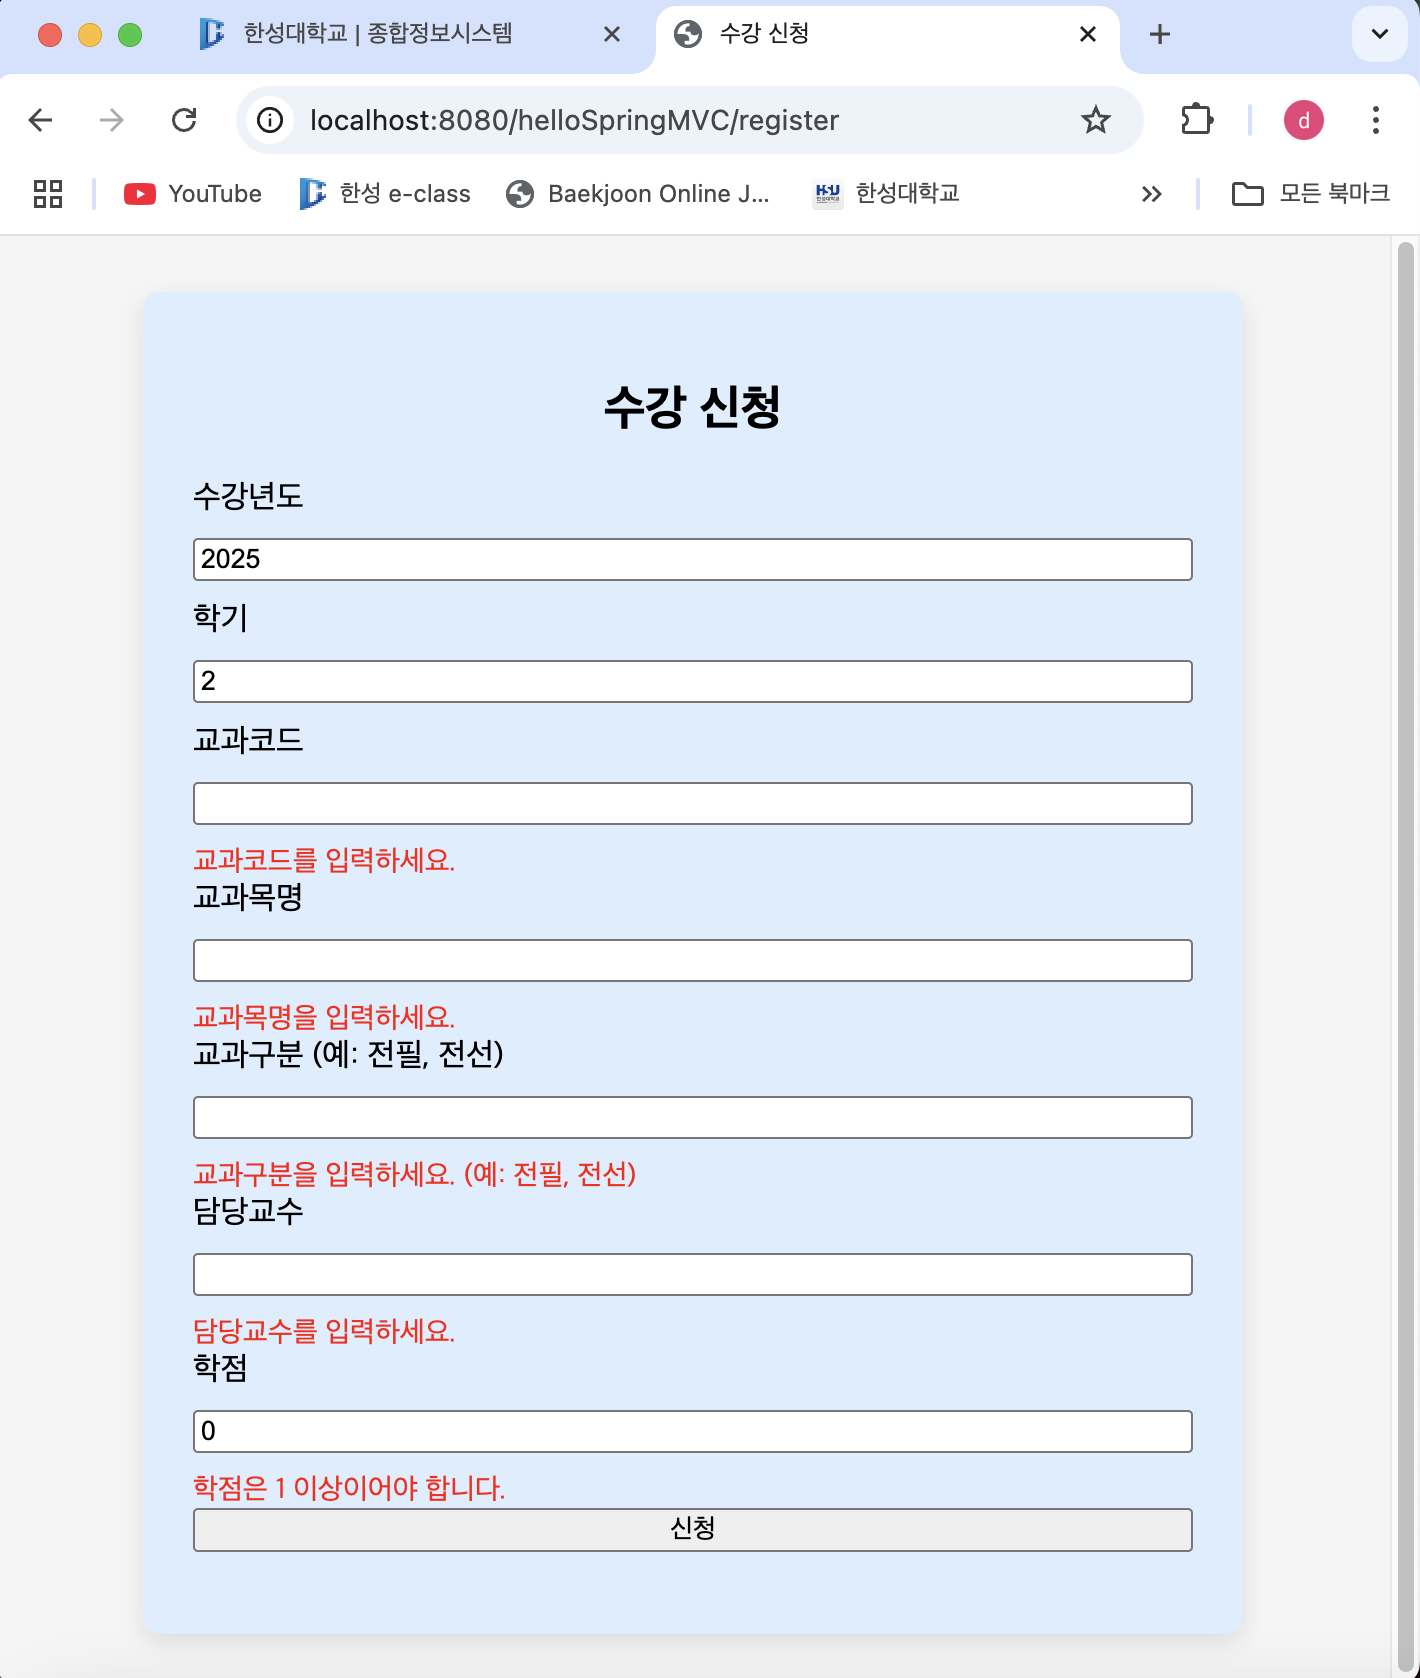 한성대학교 | 종합정보시스템
수강 신청
localhost:8080/helloSpringMVC/register
d
YouTube
한성 e-class
Baekjoon Online J...
HSU
한성대학교
모든 북마크
수강 신청
수강년도
2025
학기
2
교과코드
교과코드를 입력하세요.
교과목명
교과목명을 입력하세요.
교과구분 (예: 전필, 전선)
교과구분을 입력하세요. (예: 전필, 전선)
담당교수
담당교수를 입력하세요.
학점
0
학점은 1 이상이어야 합니다.
신청